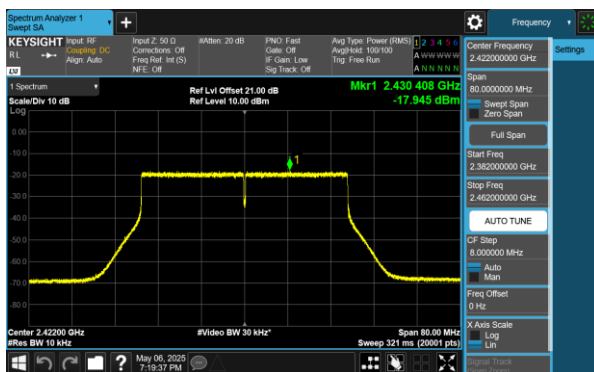 Spectrum Analyzer 1
Swept SA
Frequency
KEYSIGHT
RL
Input: RF
Coupling: DC
Align: Auto
Input Z: 50 Ω
Corrections: Off
Freq Ref: Int (S)
NFE: Off
#Atten: 20 dB
PNO: Fast
Gate: Off
IF Gain: Low
Sig Track: Off
Avg Type: Power (RMS)
Avg|Hold: 100/100
Trig: Free Run
1 2 3 4 5 6
A W W W W W
A N N N N N
LXI
1 Spectrum
Scale/Div 10 dB
Log
Ref Lvl Offset 21.00 dB
Ref Level 10.00 dBm
Mkr1 2.430 408 GHz
-17.945 dBm
0.00
-10.0
-20.0
-30.0
-40.0
-50.0
-60.0
-70.0
-80.0
1
Center 2.42200 GHz
#Res BW 10 kHz
#Video BW 30 kHz*
Span 80.00 MHz
Sweep 321 ms (20001 pts)
May 06, 2025
7:19:37 PM
Center Frequency
2.422000000 GHz
Span
80.0000000 MHz
Swept Span
Zero Span
Full Span
Start Freq
2.382000000 GHz
Stop Freq
2.462000000 GHz
AUTO TUNE
CF Step
8.000000 MHz
Auto
Man
Freq Offset
0 Hz
X Axis Scale
Log
Lin
Signal Track
Settings